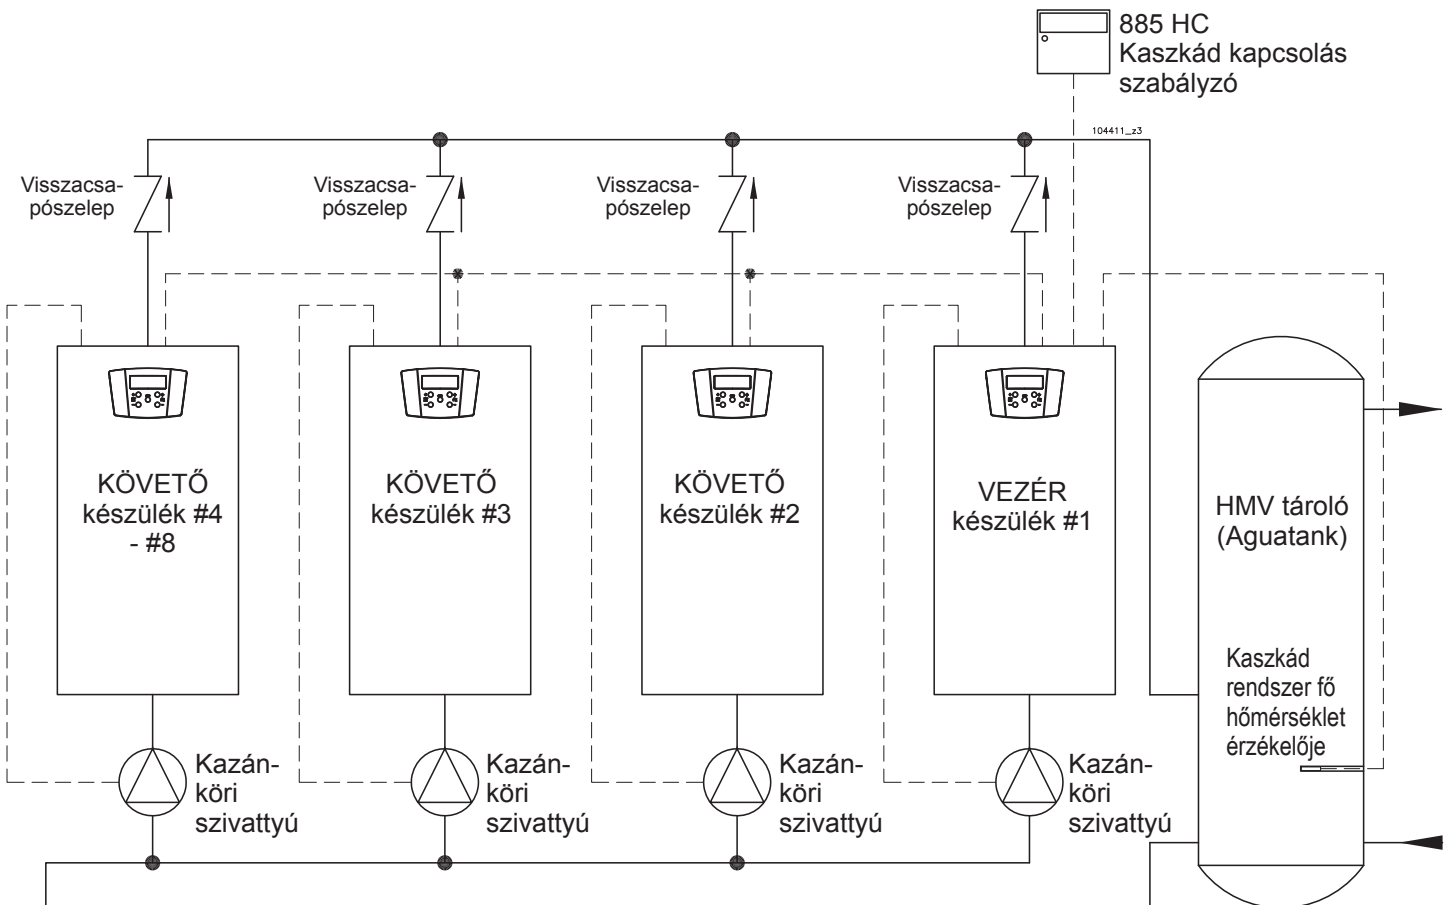 885 HC
Kaszkád kapcsolás
szabályzó
104411_z3
Visszacsa-
pószelep
Visszacsa-
pószelep
Visszacsa-
pószelep
Visszacsa-
pószelep
KÖVETŐ
készülék #4
- #8
KÖVETŐ
készülék #3
KÖVETŐ
készülék #2
VEZÉR
készülék #1
HMV tároló
(Aguatank)
Kaszkád
rendszer fő
hőmérséklet
érzékelője
Kazán-
köri
szivattyú
Kazán-
köri
szivattyú
Kazán-
köri
szivattyú
Kazán-
köri
szivattyú